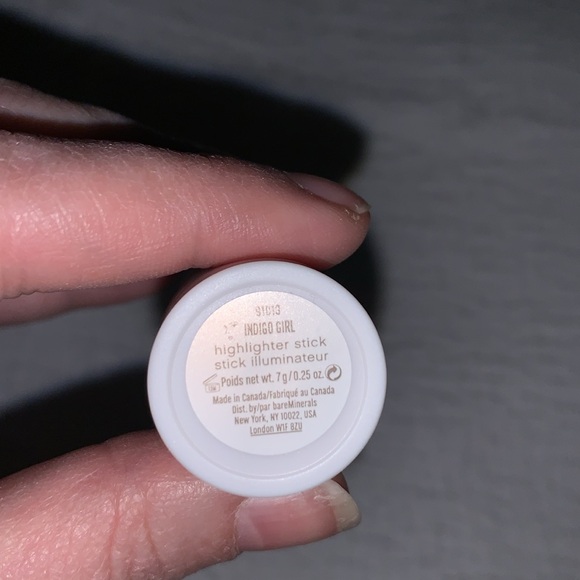 INDIGO GIRL
highlighter stick
stick illuminateur
Poids net wt. 7g/0.25 oz.
Made in Canada/Fabriqué au Canada
Dist. by/par bareMinerals
New York, NY 10022, USA
London W1F 8ZU